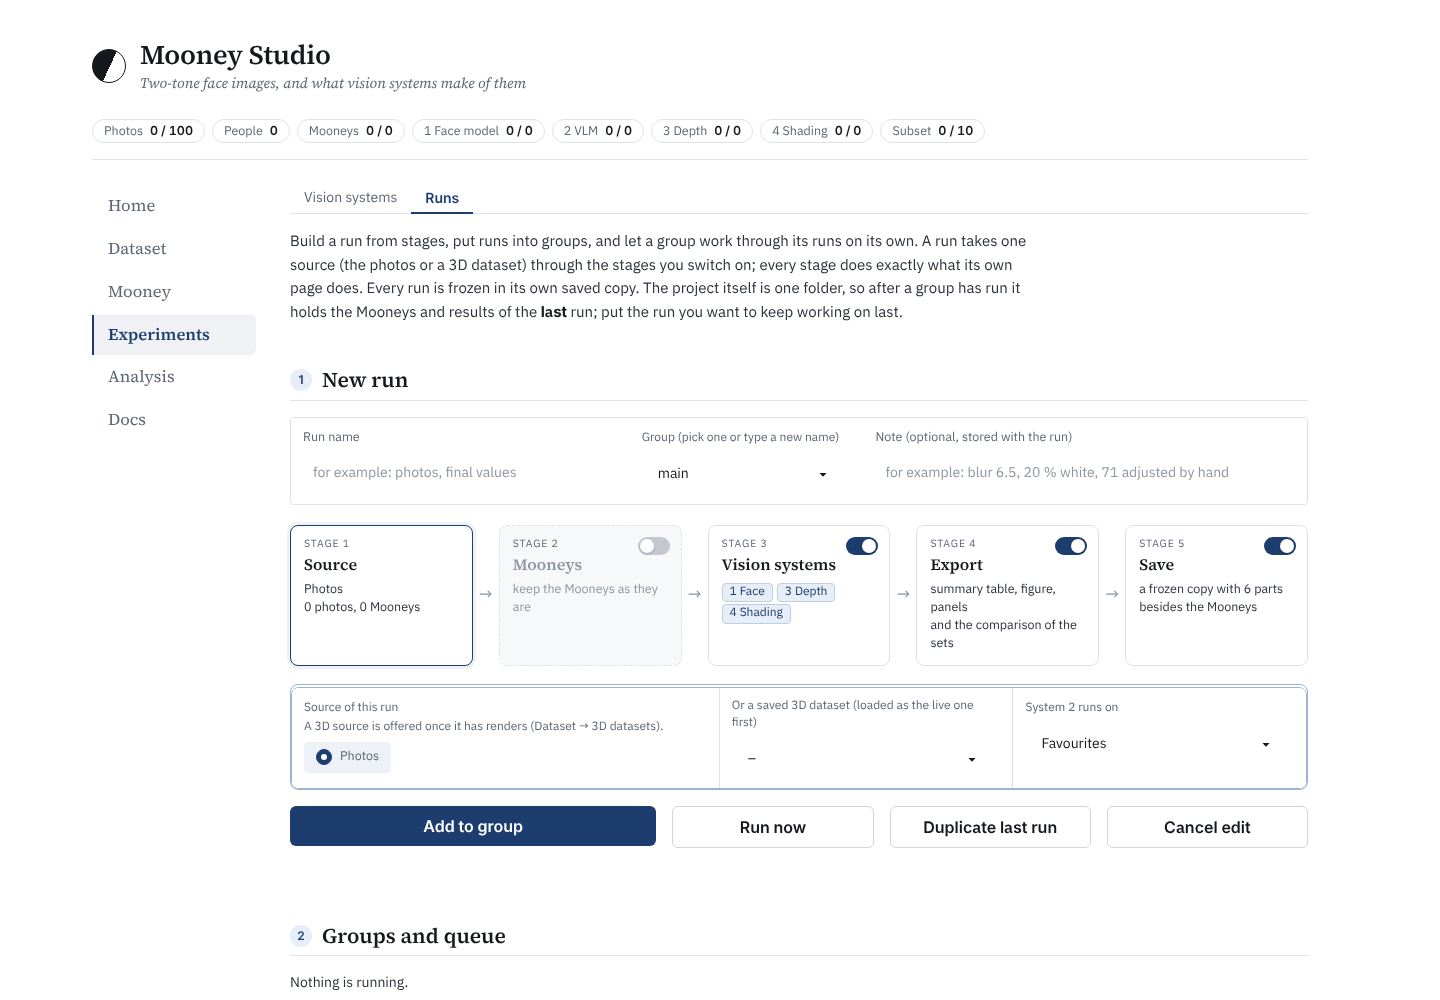 Mooney Studio
Two-tone face images, and what vision systems make of them
Photos 0 / 100
People 0
Mooneys 0 / 0
1 Face model 0 / 0
2 VLM 0 / 0
3 Depth 0 / 0
4 Shading 0 / 0
Subset 0 / 10
Home
Dataset
Mooney
Experiments
Analysis
Docs
Vision systems
Runs
Build a run from stages, put runs into groups, and let a group work through its runs on its own. A run takes one
source (the photos or a 3D dataset) through the stages you switch on; every stage does exactly what its own
page does. Every run is frozen in its own saved copy. The project itself is one folder, so after a group has run it
holds the Mooneys and results of the last run; put the run you want to keep working on last.
1 New run
Run name
for example: photos, final values
Group (pick one or type a new name)
main
Note (optional, stored with the run)
for example: blur 6.5, 20 % white, 71 adjusted by hand
STAGE 1
Source
Photos
0 photos, 0 Mooneys
→
STAGE 2
Mooneys
keep the Mooneys as they
are
→
STAGE 3
Vision systems
1 Face
3 Depth
4 Shading
→
STAGE 4
Export
summary table, figure,
panels
and the comparison of the
sets
→
STAGE 5
Save
a frozen copy with 6 parts
besides the Mooneys
Source of this run
A 3D source is offered once it has renders (Dataset → 3D datasets).
Photos
Or a saved 3D dataset (loaded as the live one
first)
–
System 2 runs on
Favourites
Add to group
Run now
Duplicate last run
Cancel edit
2 Groups and queue
Nothing is running.